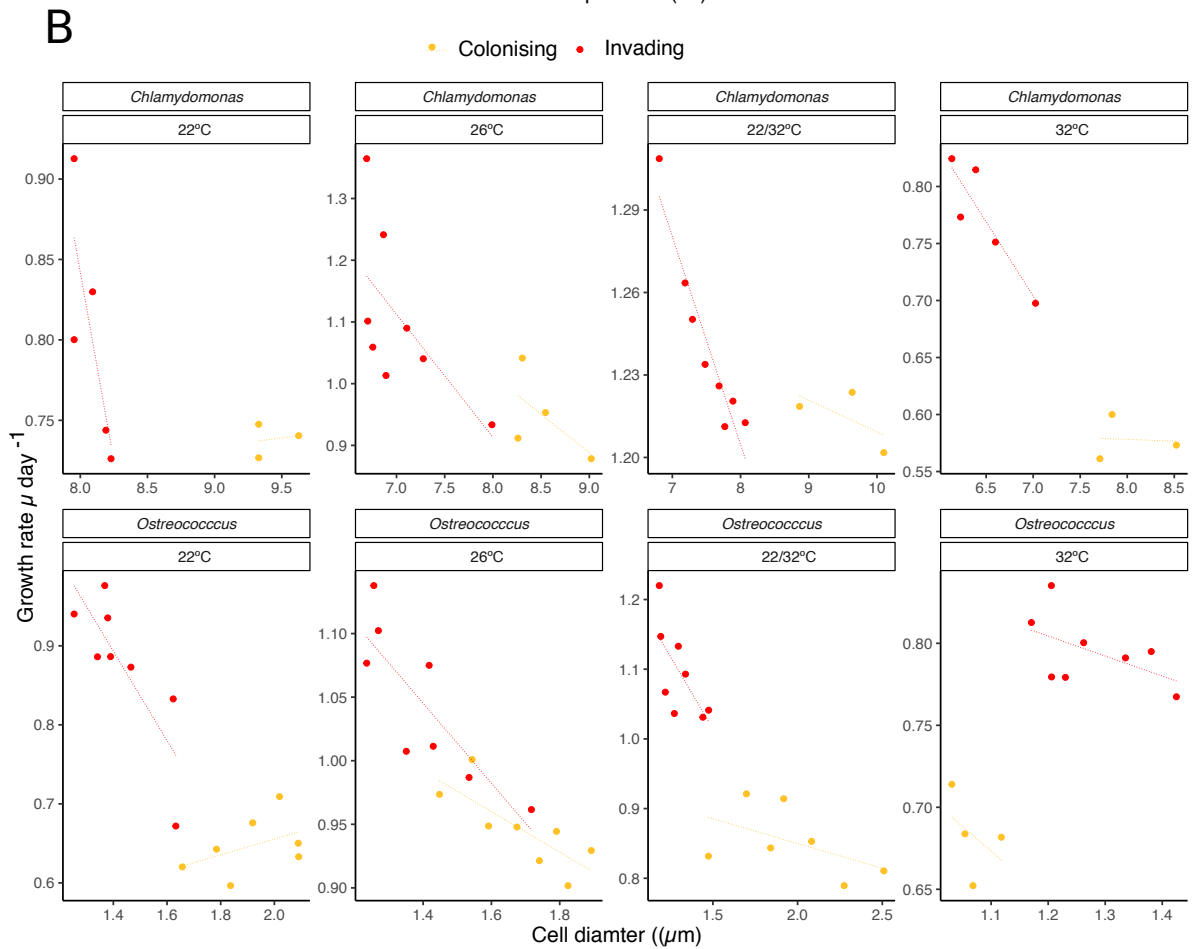 B
Colonising Invading
Chlamydomonas Chlamydomonas Chlamydomonas Chlamydomonas
22ºC 26ºC 22/32ºC 32ºC
0.90
0.85
0.80
0.75
1.3
1.2
1.1
1.0
0.9
1.29
1.26
1.23
1.20
0.80
0.75
0.70
0.65
0.60
0.55
8.0 8.5 9.0 9.5
7.0 7.5 8.0 8.5 9.0
7 8 9 10
6.5 7.0 7.5 8.0 8.5
Growth rate µ day -1
Ostreococccus Ostreococccus Ostreococccus Ostreococccus
22ºC 26ºC 22/32ºC 32ºC
0.9
0.8
0.7
0.6
1.10
1.05
1.00
0.95
0.90
1.2
1.1
1.0
0.9
0.8
0.80
0.75
0.70
0.65
1.4 1.6 1.8 2.0
1.4 1.6 1.8
1.5 2.0 2.5
1.1 1.2 1.3 1.4
Cell diamter ((µm)